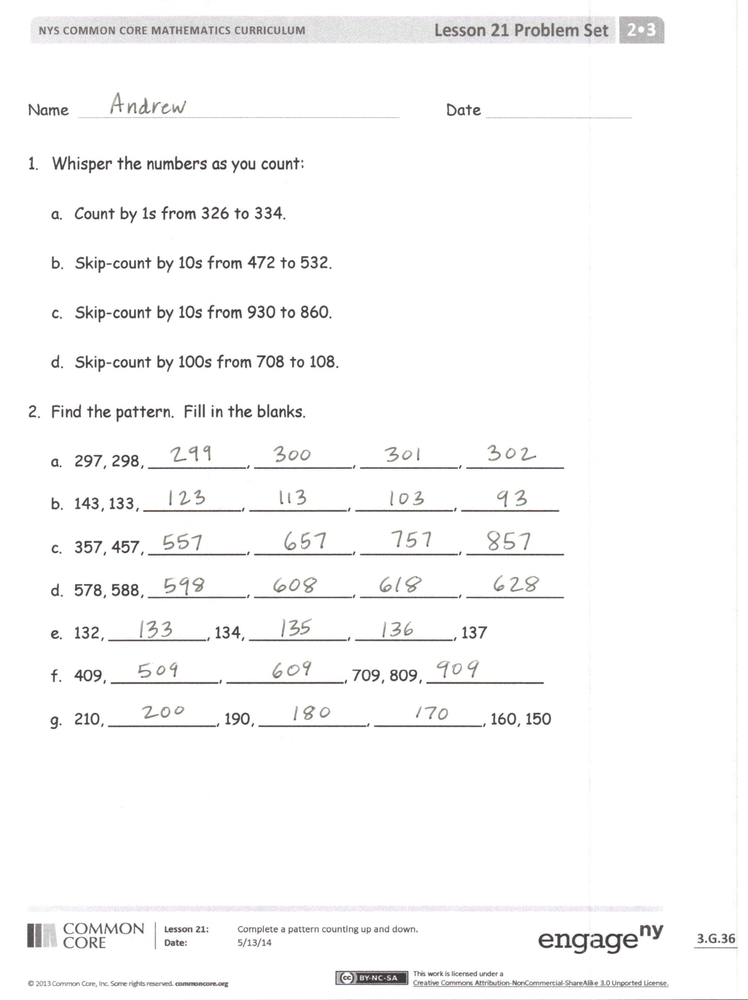 NYS COMMON CORE MATHEMATICS CURRICULUM Lesson 21 Problem Set 2•3
Name Andrew Date
1. Whisper the numbers as you count:
a. Count by 1s from 326 to 334.
b. Skip-count by 10s from 472 to 532.
c. Skip-count by 10s from 930 to 860.
d. Skip-count by 100s from 708 to 108.
2. Find the pattern. Fill in the blanks.
a. 297, 298, 299, 300, 301, 302
b. 143, 133, 123, 113, 103, 93
c. 357, 457, 557, 657, 757, 857
d. 578, 588, 598, 608, 618, 628
e. 132, 133, 134, 135, 136, 137
f. 409, 509, 609, 709, 809, 909
g. 210, 200, 190, 180, 170, 160, 150
COMMON CORE
Lesson 21: Complete a pattern counting up and down.
Date: 5/13/14
engage ny
3.G.36
© 2013 Common Core, Inc. Some rights reserved. commoncore.org
cc BY-NC-SA
This work is licensed under a
Creative Commons Attribution-NonCommercial-ShareAlike 3.0 Unported License.